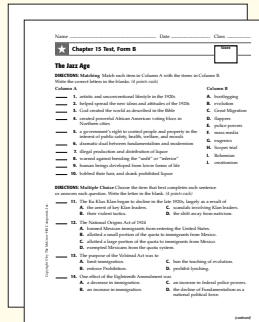 Name Date Class
Chapter 15 Test, Form B
The Jazz Age
DIRECTIONS: Matching Match each item in Column A with the items in Column B.
Write the correct letters in the blanks. (4 points each)
Column A
1. artistic and unconventional lifestyle in the 1920s
2. helped spread the new ideas and attitudes of the 1920s
3. God created the world as described in the Bible
4. created powerful African American voting blocs in
Northern cities
5. a government's right to control people and property in the
interest of public safety, health, welfare, and morals
6. dramatic duel between fundamentalism and modernism
7. illegal production and distribution of liquor
8. warned against breeding the "unfit" or "inferior"
9. human beings developed from lower forms of life
10. bobbed their hair, and drank prohibited liquor
Column B
A. bootlegging
B. evolution
C. Great Migration
D. flappers
E. police powers
F. mass media
G. eugenics
H. Scopes trial
I. Bohemian
J. creationism
DIRECTIONS: Multiple Choice Choose the item that best completes each sentence
or answers each question. Write the letter in the blank. (4 points each)
11. The Ku Klux Klan began to decline in the late 1920s, largely as a result of
A. the arrest of key Klan leaders. C. scandals involving Klan leaders.
B. their violent tactics. D. the shift away from nativism.
12. The National Origins Act of 1924
A. banned Mexican immigrants from entering the United States.
B. allotted a small portion of the quota to immigrants from Mexico.
C. allotted a large portion of the quota to immigrants from Mexico.
D. exempted Mexicans from the quota system.
13. The purpose of the Volstead Act was to
A. limit immigration. C. ban the teaching of evolution.
B. enforce Prohibition. D. prohibit lynching.
14. One effect of the Eighteenth Amendment was
A. a decrease in immigration. C. an increase in federal police powers.
B. an increase in immigration. D. the decline of Fundamentalism as a
national political force.
(continued)